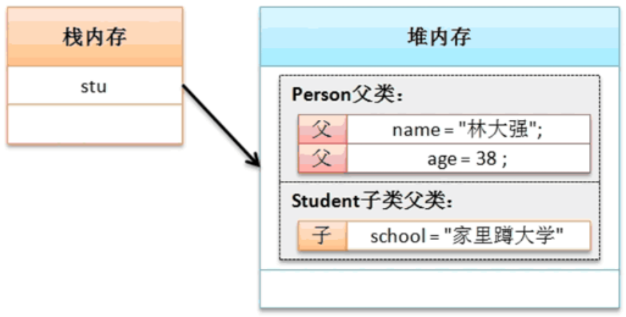 栈内存
stu
堆内存
Person父类：
父 name = "林大强";
父 age = 38 ;
Student子类父类：
子 school = "家里蹲大学"